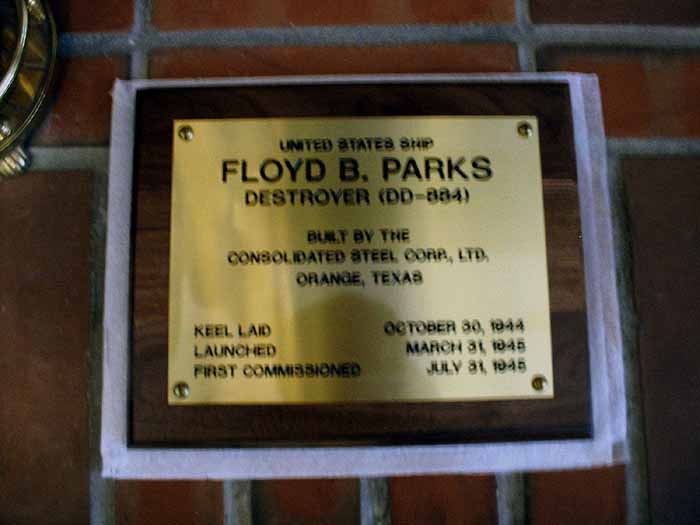 UNITED STATES SHIP
FLOYD B. PARKS
DESTROYER (DD-884)
BUILT BY THE
CONSOLIDATED STEEL CORP., LTD.
ORANGE, TEXAS
KEEL LAID OCTOBER 30, 1944
LAUNCHED MARCH 31, 1945
FIRST COMMISSIONED JULY 31, 1945